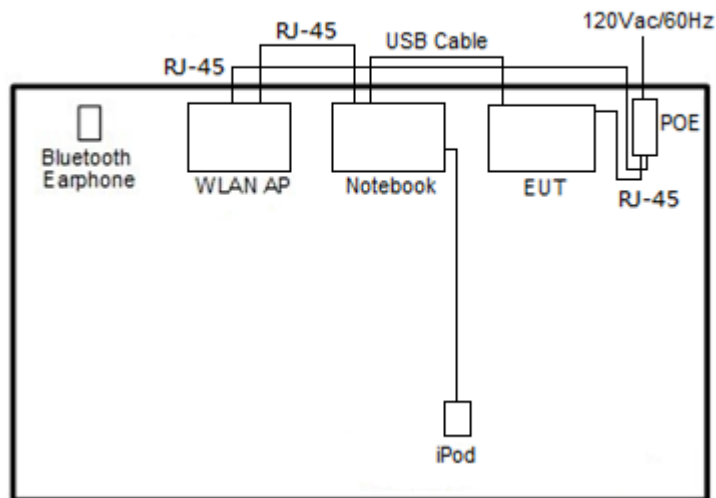 120Vac/60Hz
RJ-45
USB Cable
RJ-45
POE
Bluetooth
Earphone
WLAN AP
Notebook
EUT
RJ-45
iPod